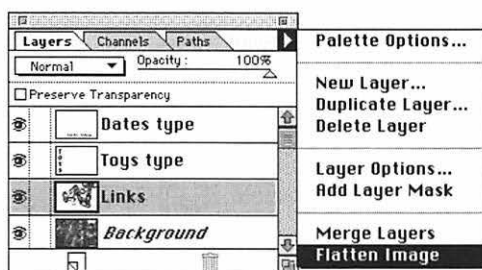 Layers Channels Paths
Normal Opacity: 100%
Preserve Transparency
Dates type
Toys type
Links
Background
Palette Options...
New Layer...
Duplicate Layer...
Delete Layer
Layer Options...
Add Layer Mask
Merge Layers
Flatten Image